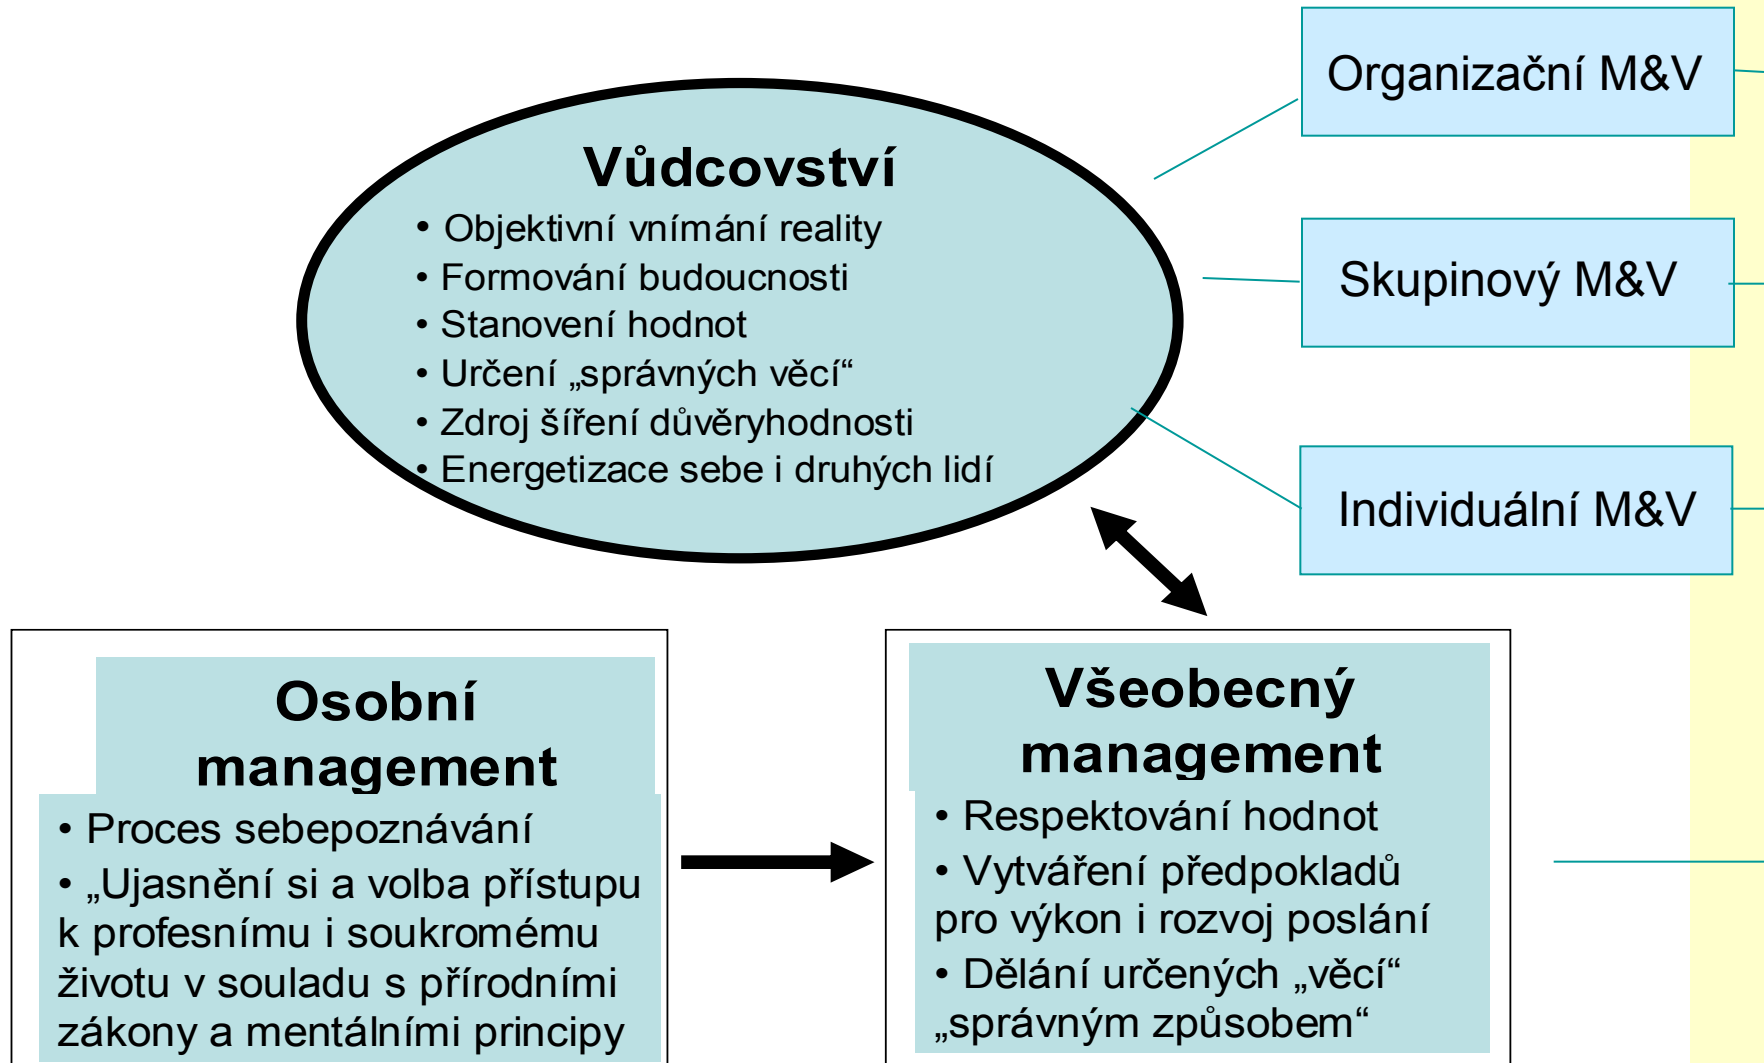 Organizační M&V
Vůdcovství
• Objektivní vnímání reality
• Formování budoucnosti
• Stanovení hodnot
• Určení „správných věcí“
• Zdroj šíření důvěryhodnosti
• Energetizace sebe i druhých lidí
Skupinový M&V
Individuální M&V
Osobní
management
• Proces sebepoznávání
• „Ujasnění si a volba přístupu
k profesnímu i soukromému
životu v souladu s přírodními
zákony a mentálními principy
Všeobecný
management
• Respektování hodnot
• Vytváření předpokladů
pro výkon i rozvoj poslání
• Dělání určených „věcí“
„správným způsobem“